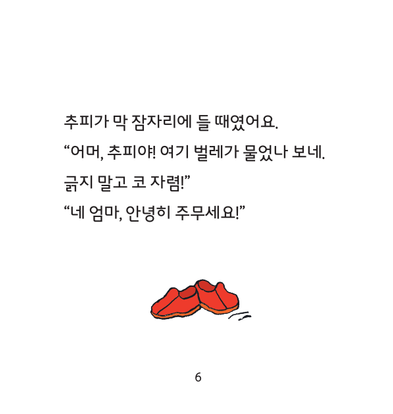 추피가 막 잠자리에 들 때였어요.
“어머, 추피야! 여기 벌레가 물었나 보네.
긁지 말고 코 자렴!”
“네 엄마, 안녕히 주무세요!”
6